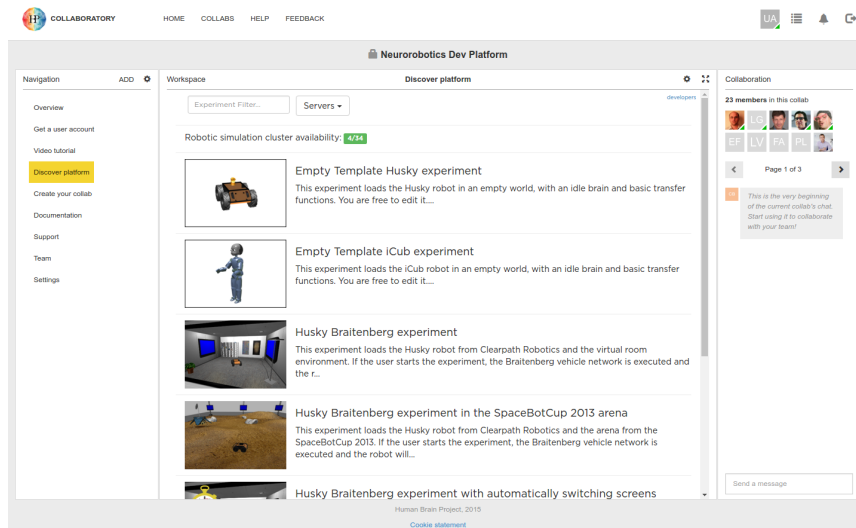 HP COLLABORATORY HOME COLLABS HELP FEEDBACK UA
Neurorobotics Dev Platform
Navigation ADD
Overview
Get a user account
Video tutorial
Discover platform
Create your collab
Documentation
Support
Team
Settings
Workspace Discover platform
Experiment Filter... Servers developers
Robotic simulation cluster availability: 4/34
Empty Template Husky experiment
This experiment loads the Husky robot in an empty world, with an idle brain and basic transfer
functions. You are free to edit it....
Empty Template iCub experiment
This experiment loads the iCub robot in an empty world, with an idle brain and basic transfer
functions. You are free to edit it....
Husky Braitenberg experiment
This experiment loads the Husky robot from Clearpath Robotics and the virtual room
environment. If the user starts the experiment, the Braitenberg vehicle network is executed and
the r...
Husky Braitenberg experiment in the SpaceBotCup 2013 arena
This experiment loads the Husky robot from Clearpath Robotics and the arena from the
SpaceBotCup 2013. If the user starts the experiment, the Braitenberg vehicle network is
executed and the robot will...
Husky Braitenberg experiment with automatically switching screens
Collaboration
23 members in this collab
LG
EF LV FA PL
Page 1 of 3
This is the very beginning
of the current collab's chat.
Start using it to collaborate
with your team!
Send a message
Human Brain Project, 2015
Cookie statement